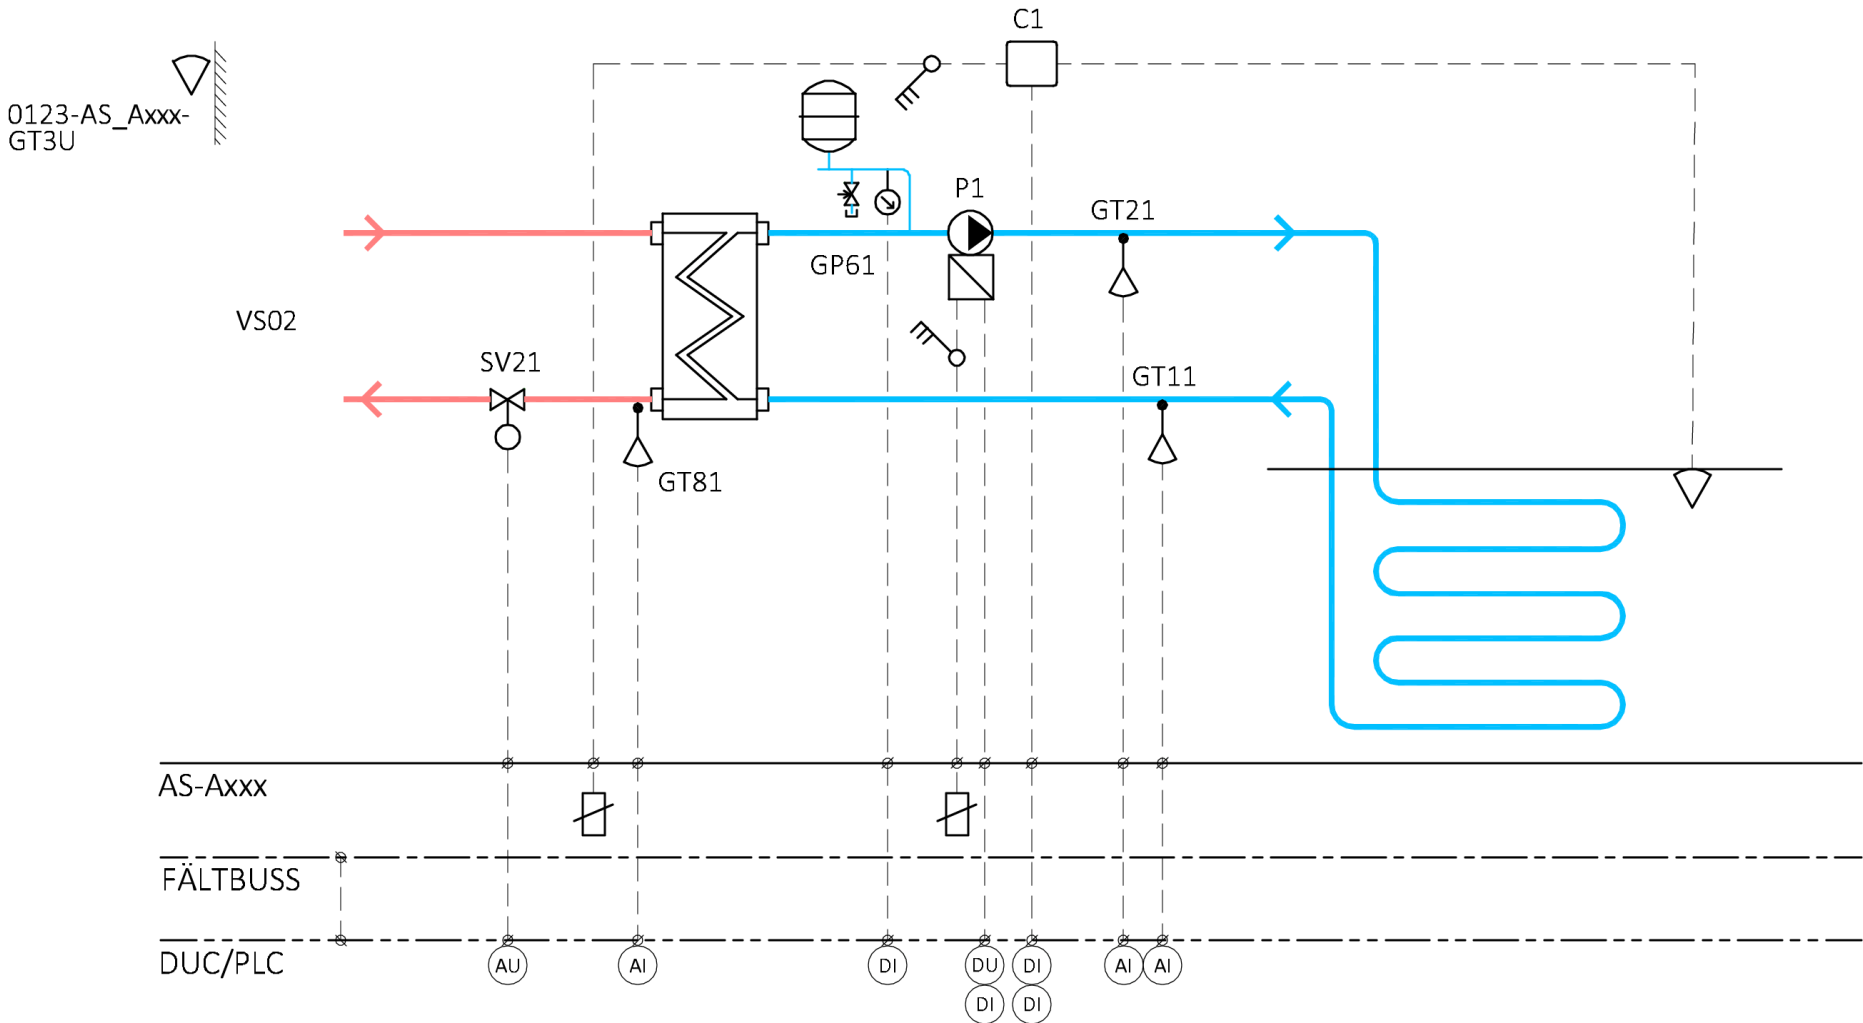 C1
0123-AS_Axxx-
GT3U
P1
GT21
GP61
VS02
SV21
GT11
GT81
AS-Axxx
FÄLTBUSS
DUC/PLC
AU
AI
DI
DU
DI
AI
AI
DI
DI